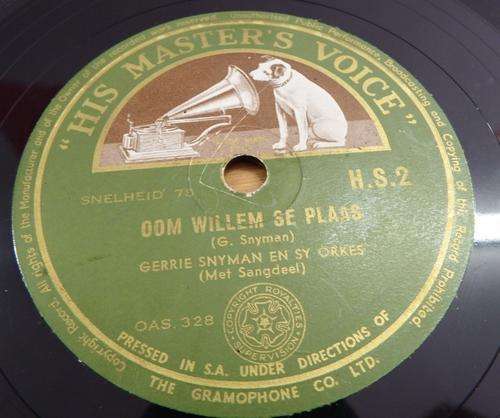 "HIS MASTER'S VOICE"
SNELHEID 78
H.S.2
OOM WILLEM SE PLAAS
(G. Snyman)
GERRIE SNYMAN EN SY ORKES
(Met Sangdeel)
OAS. 328
COPYRIGHT ROYALTIES
SUPERVISION
PRESSED IN S.A. UNDER DIRECTIONS OF
THE GRAMOPHONE CO. LTD.
Copyright Record. All rights of the Manufacturer and of the Owner of the recorded work reserved. Unauthorised Public Performance, Broadcasting and Copying of this Record Prohibited.